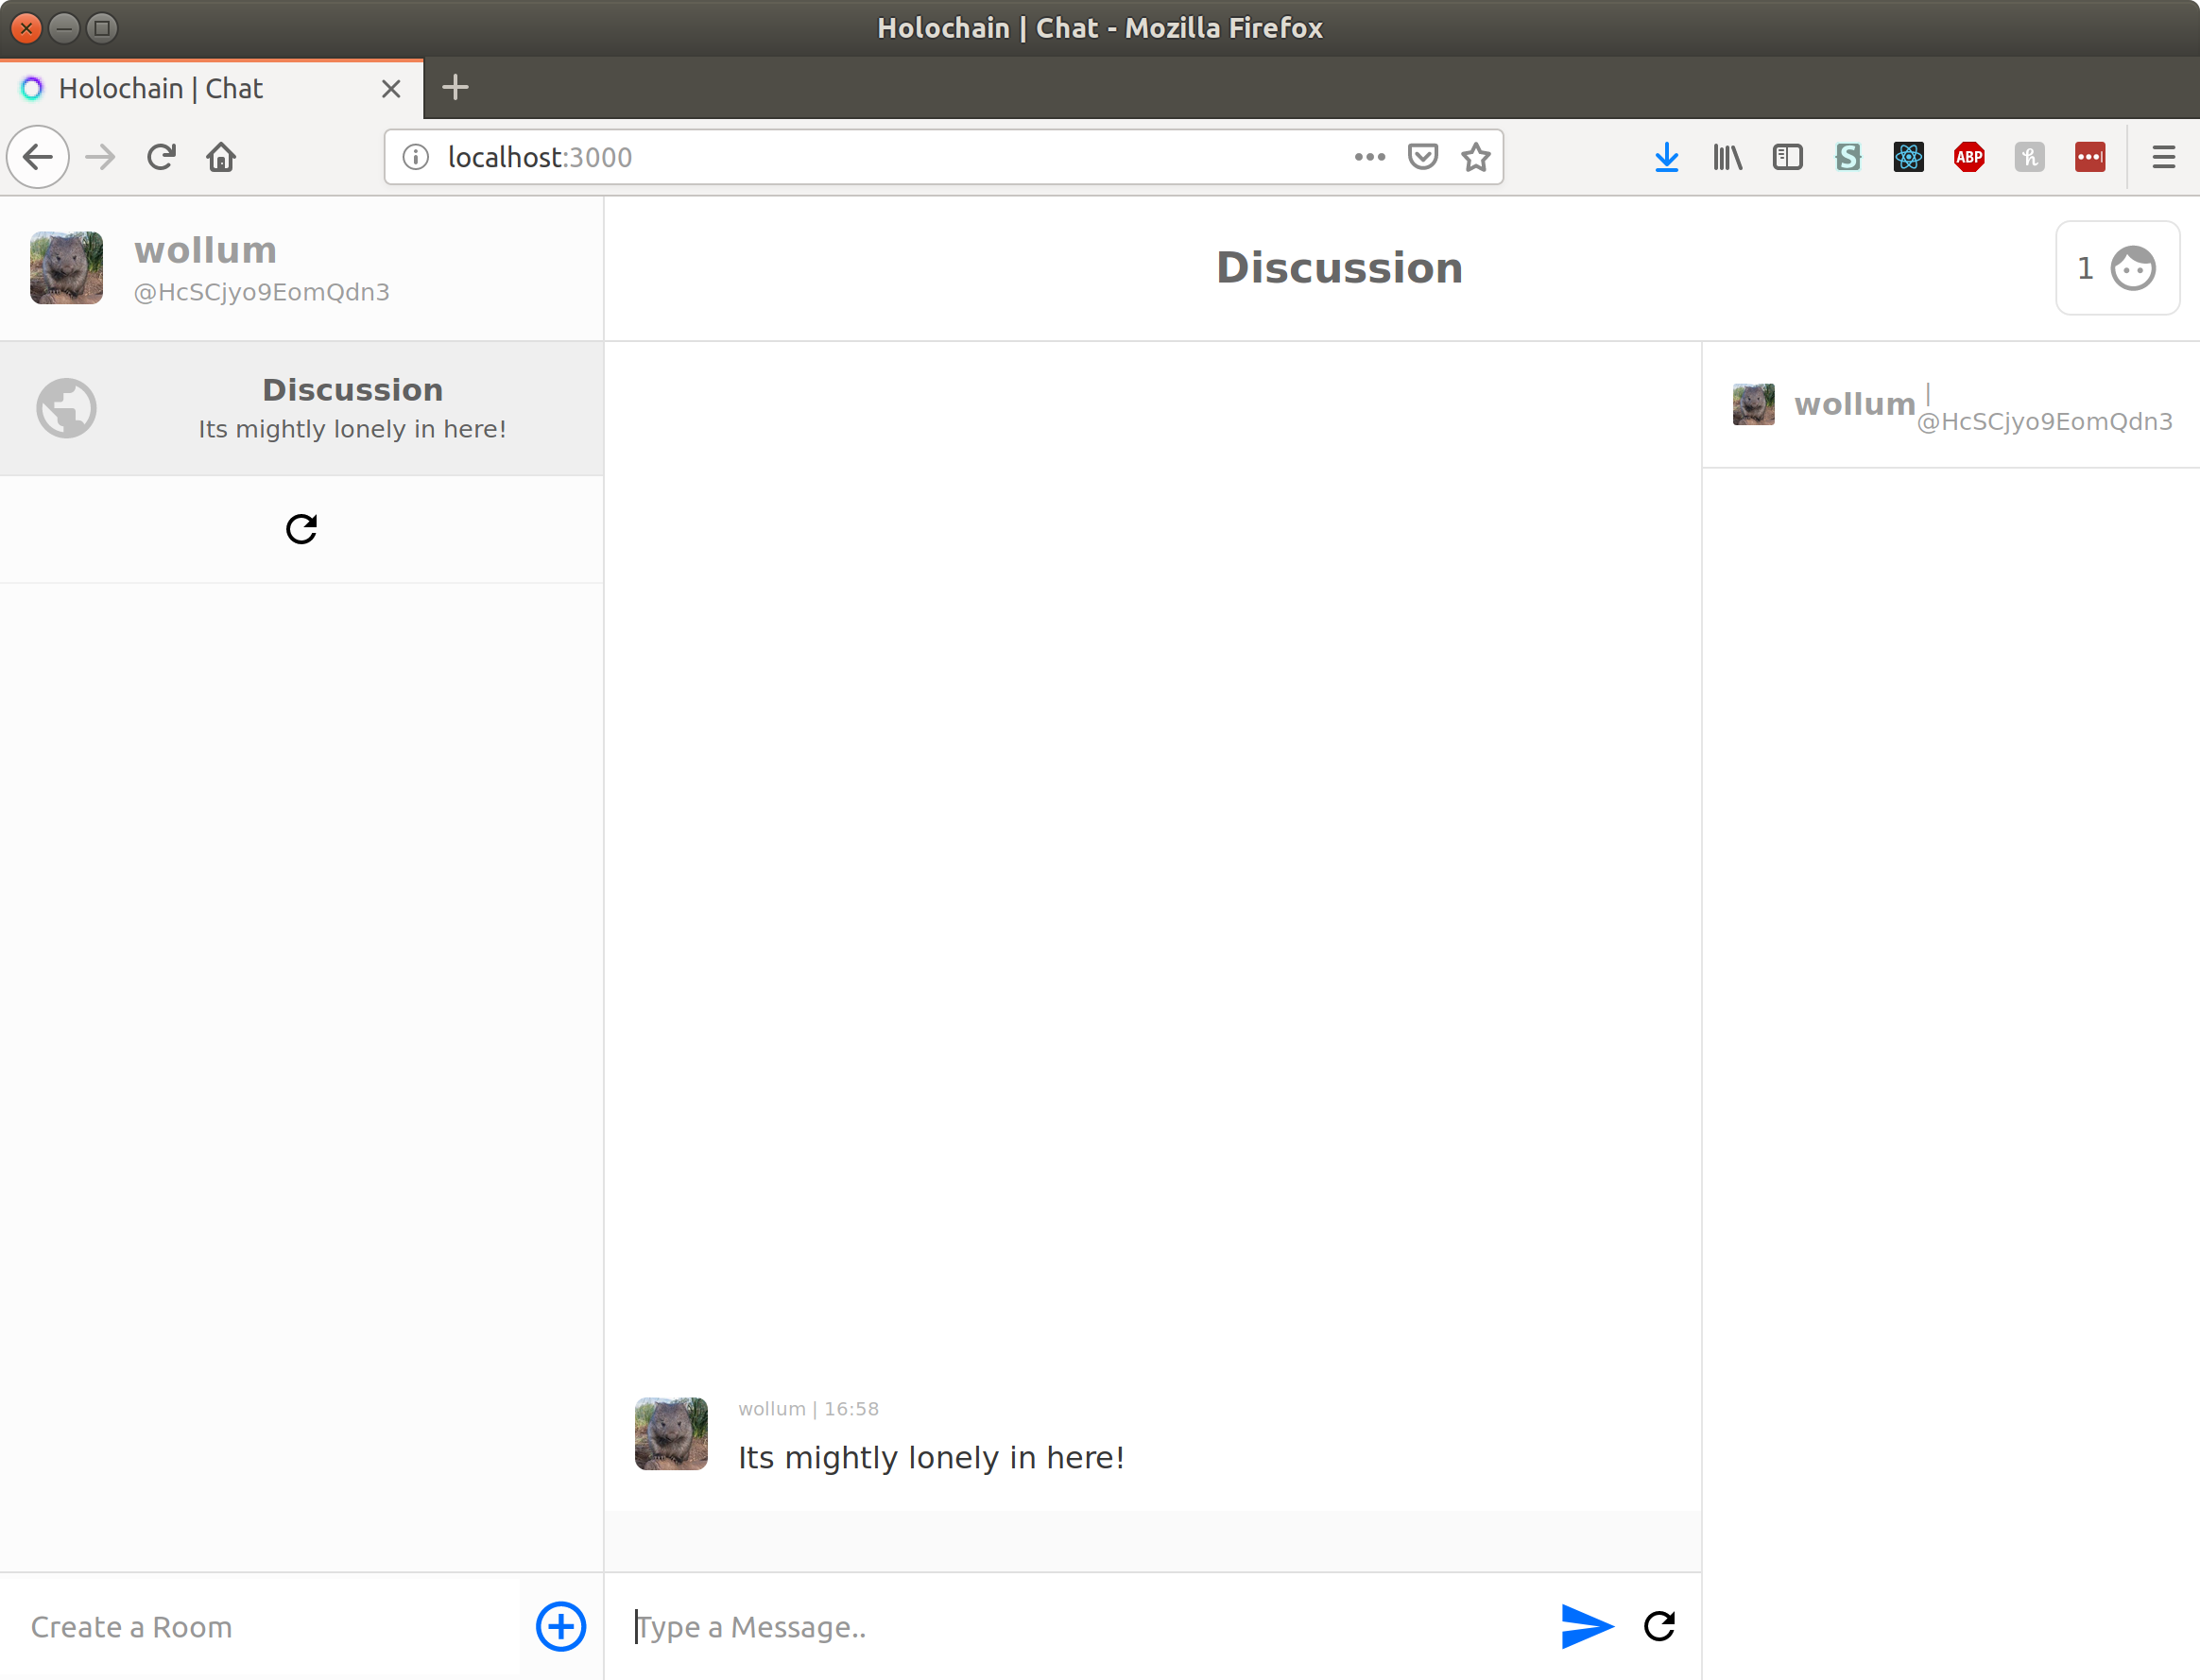 Holochain | Chat - Mozilla Firefox
Holochain | Chat
localhost:3000
S
ABP
wollum
@HcSCjyo9EomQdn3
Discussion
1
Discussion
Its mightly lonely in here!
wollum |
@HcSCjyo9EomQdn3
wollum | 16:58
Its mightly lonely in here!
Create a Room
Type a Message..